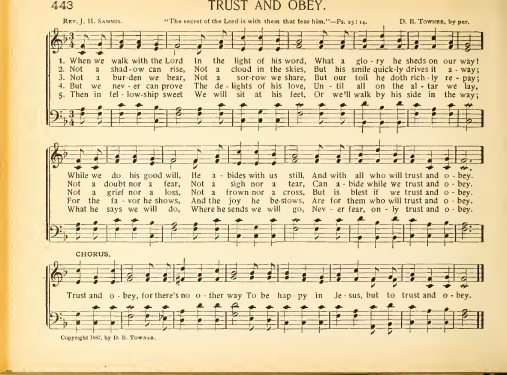 443
TRUST AND OBEY.
REV. J. H. SAMMIS. "The secret of the Lord is with them that fear him."—Ps. 25: 14. D. B. TOWNER, by per.
1. When we walk with the Lord In the light of his word, What a glo - ry he sheds on our way!
2. Not a shad-ow can rise, Not a cloud in the skies, But his smile quick-ly drives it a - way;
3. Not a bur-den we bear, Not a sor-row we share, But our toil he doth rich-ly re - pay;
4. But we nev - er can prove The de - lights of his love, Un - til all on the al - tar we lay,
5. Then in fel - low-ship sweet We will sit at his feet, Or we'll walk by his side in the way;
While we do his good will, He a - bides with us still, And with all who will trust and o - bey.
Not a doubt nor a fear, Not a sigh nor a tear, Can a - bide while we trust and o - bey.
Not a grief nor a loss, Not a frown nor a cross, But is blest if we trust and o - bey.
For the fa - vor he shows, And the joy he be-stows, Are for them who will trust and o - bey.
What he says we will do, Where he sends we will go, Nev - er fear, on - ly trust and o - bey.
CHORUS.
Trust and o - bey, for there's no o - ther way To be hap - py in Je - sus, but to trust and o - bey.
Copyright 1887, by D. B. TOWNER.